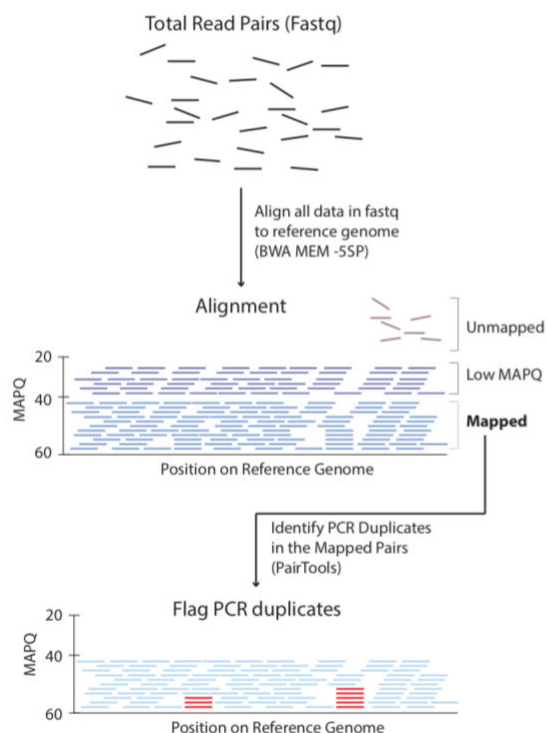 Total Read Pairs (Fastq)
Align all data in fastq
to reference genome
(BWA MEM -5SP)
Alignment
Unmapped
Low MAPQ
Mapped
20
40
60
MAPQ
Position on Reference Genome
Identify PCR Duplicates
in the Mapped Pairs
(PairTools)
Flag PCR duplicates
20
40
60
MAPQ
Position on Reference Genome